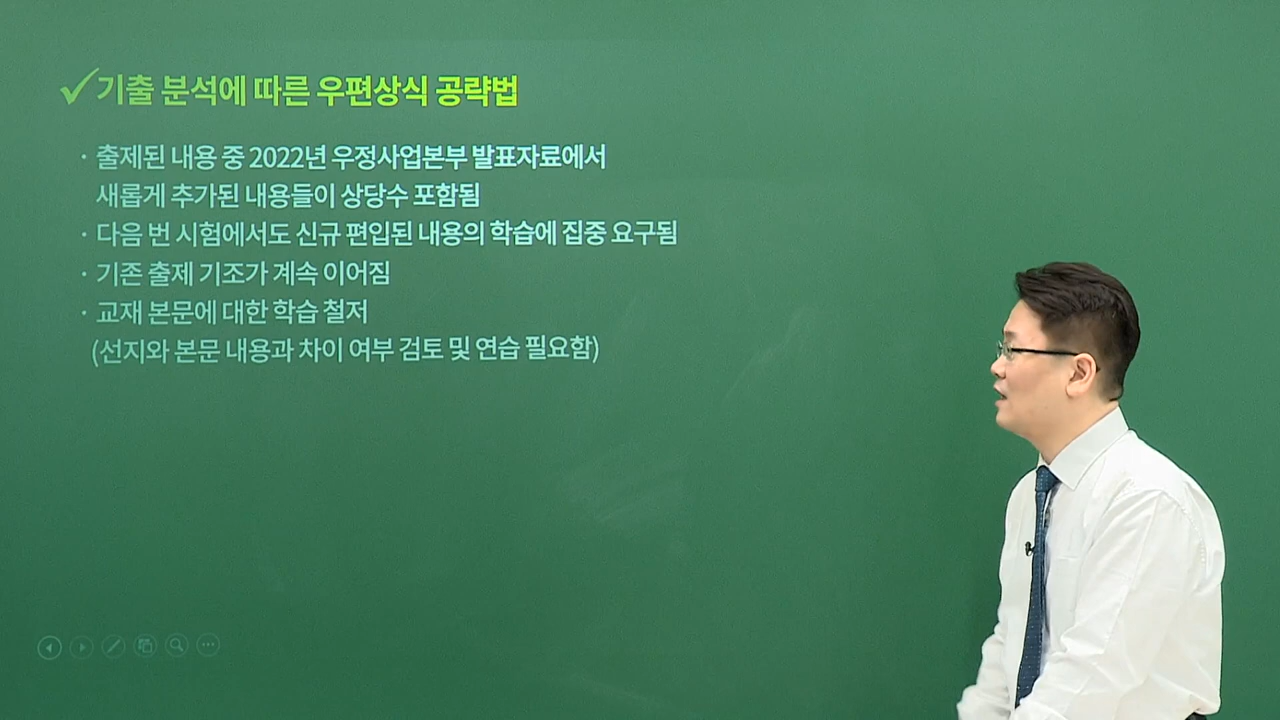 ✓기출 분석에 따른 우편상식 공략법
· 출제된 내용 중 2022년 우정사업본부 발표자료에서
새롭게 추가된 내용들이 상당수 포함됨
· 다음 번 시험에서도 신규 편입된 내용의 학습에 집중 요구됨
· 기존 출제 기조가 계속 이어짐
· 교재 본문에 대한 학습 철저
(선지와 본문 내용과 차이 여부 검토 및 연습 필요함)